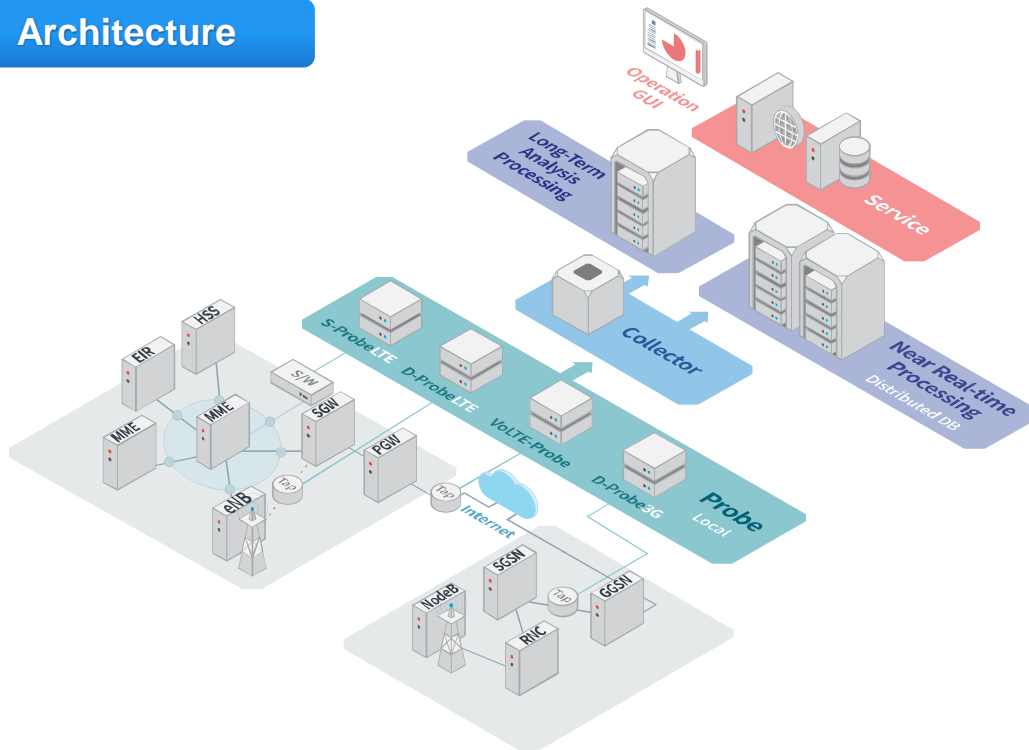 Architecture
Operation
GUI
Service
Long-Term
Analysis
Processing
Near Real-time
Processing
Distributed DB
Collector
S-ProbeLTE
D-ProbeLTE
VoLTE-Probe
D-Probe3G
Probe
Local
HSS
EIR
S/W
MME
MME
SGW
PGW
Tap
eNB
Tap
Internet
SGSN
NodeB
Tap
GGSN
RNC